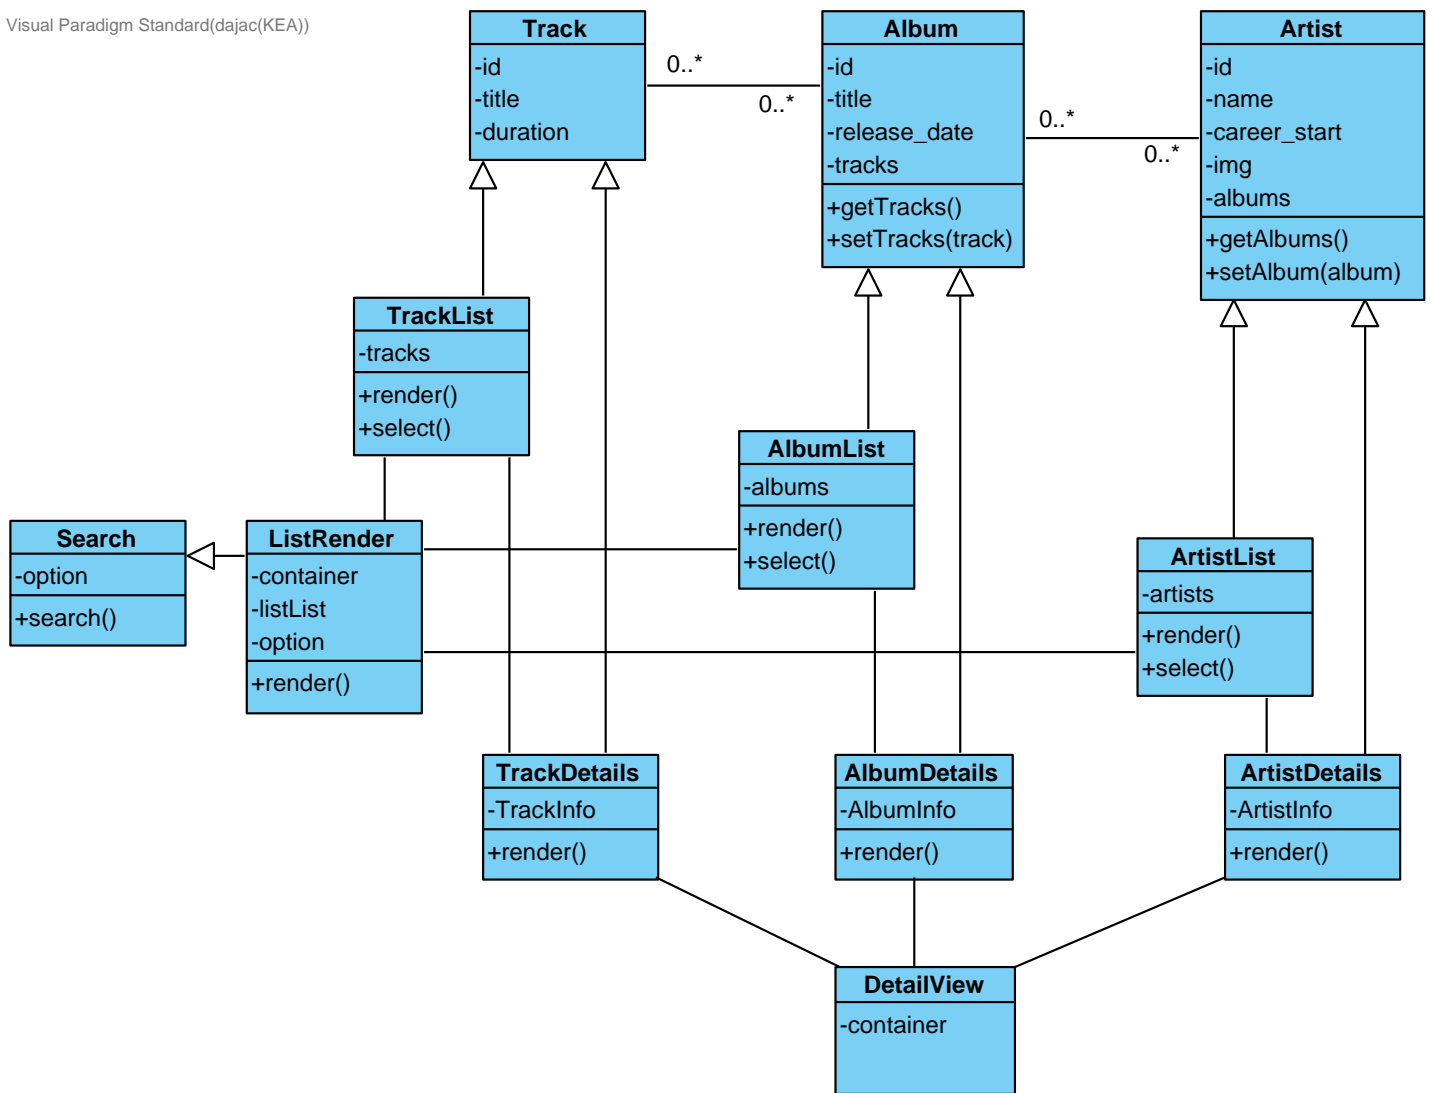 Visual Paradigm Standard(dajac(KEA))
Track
-id
-title
-duration
0..*
0..*
Album
-id
-title
-release_date
-tracks
+getTracks()
+setTracks(track)
0..*
0..*
Artist
-id
-name
-career_start
-img
-albums
+getAlbums()
+setAlbum(album)
TrackList
-tracks
+render()
+select()
AlbumList
-albums
+render()
+select()
Search
-option
+search()
ListRender
-container
-listList
-option
+render()
ArtistList
-artists
+render()
+select()
TrackDetails
-TrackInfo
+render()
AlbumDetails
-AlbumInfo
+render()
ArtistDetails
-ArtistInfo
+render()
DetailView
-container